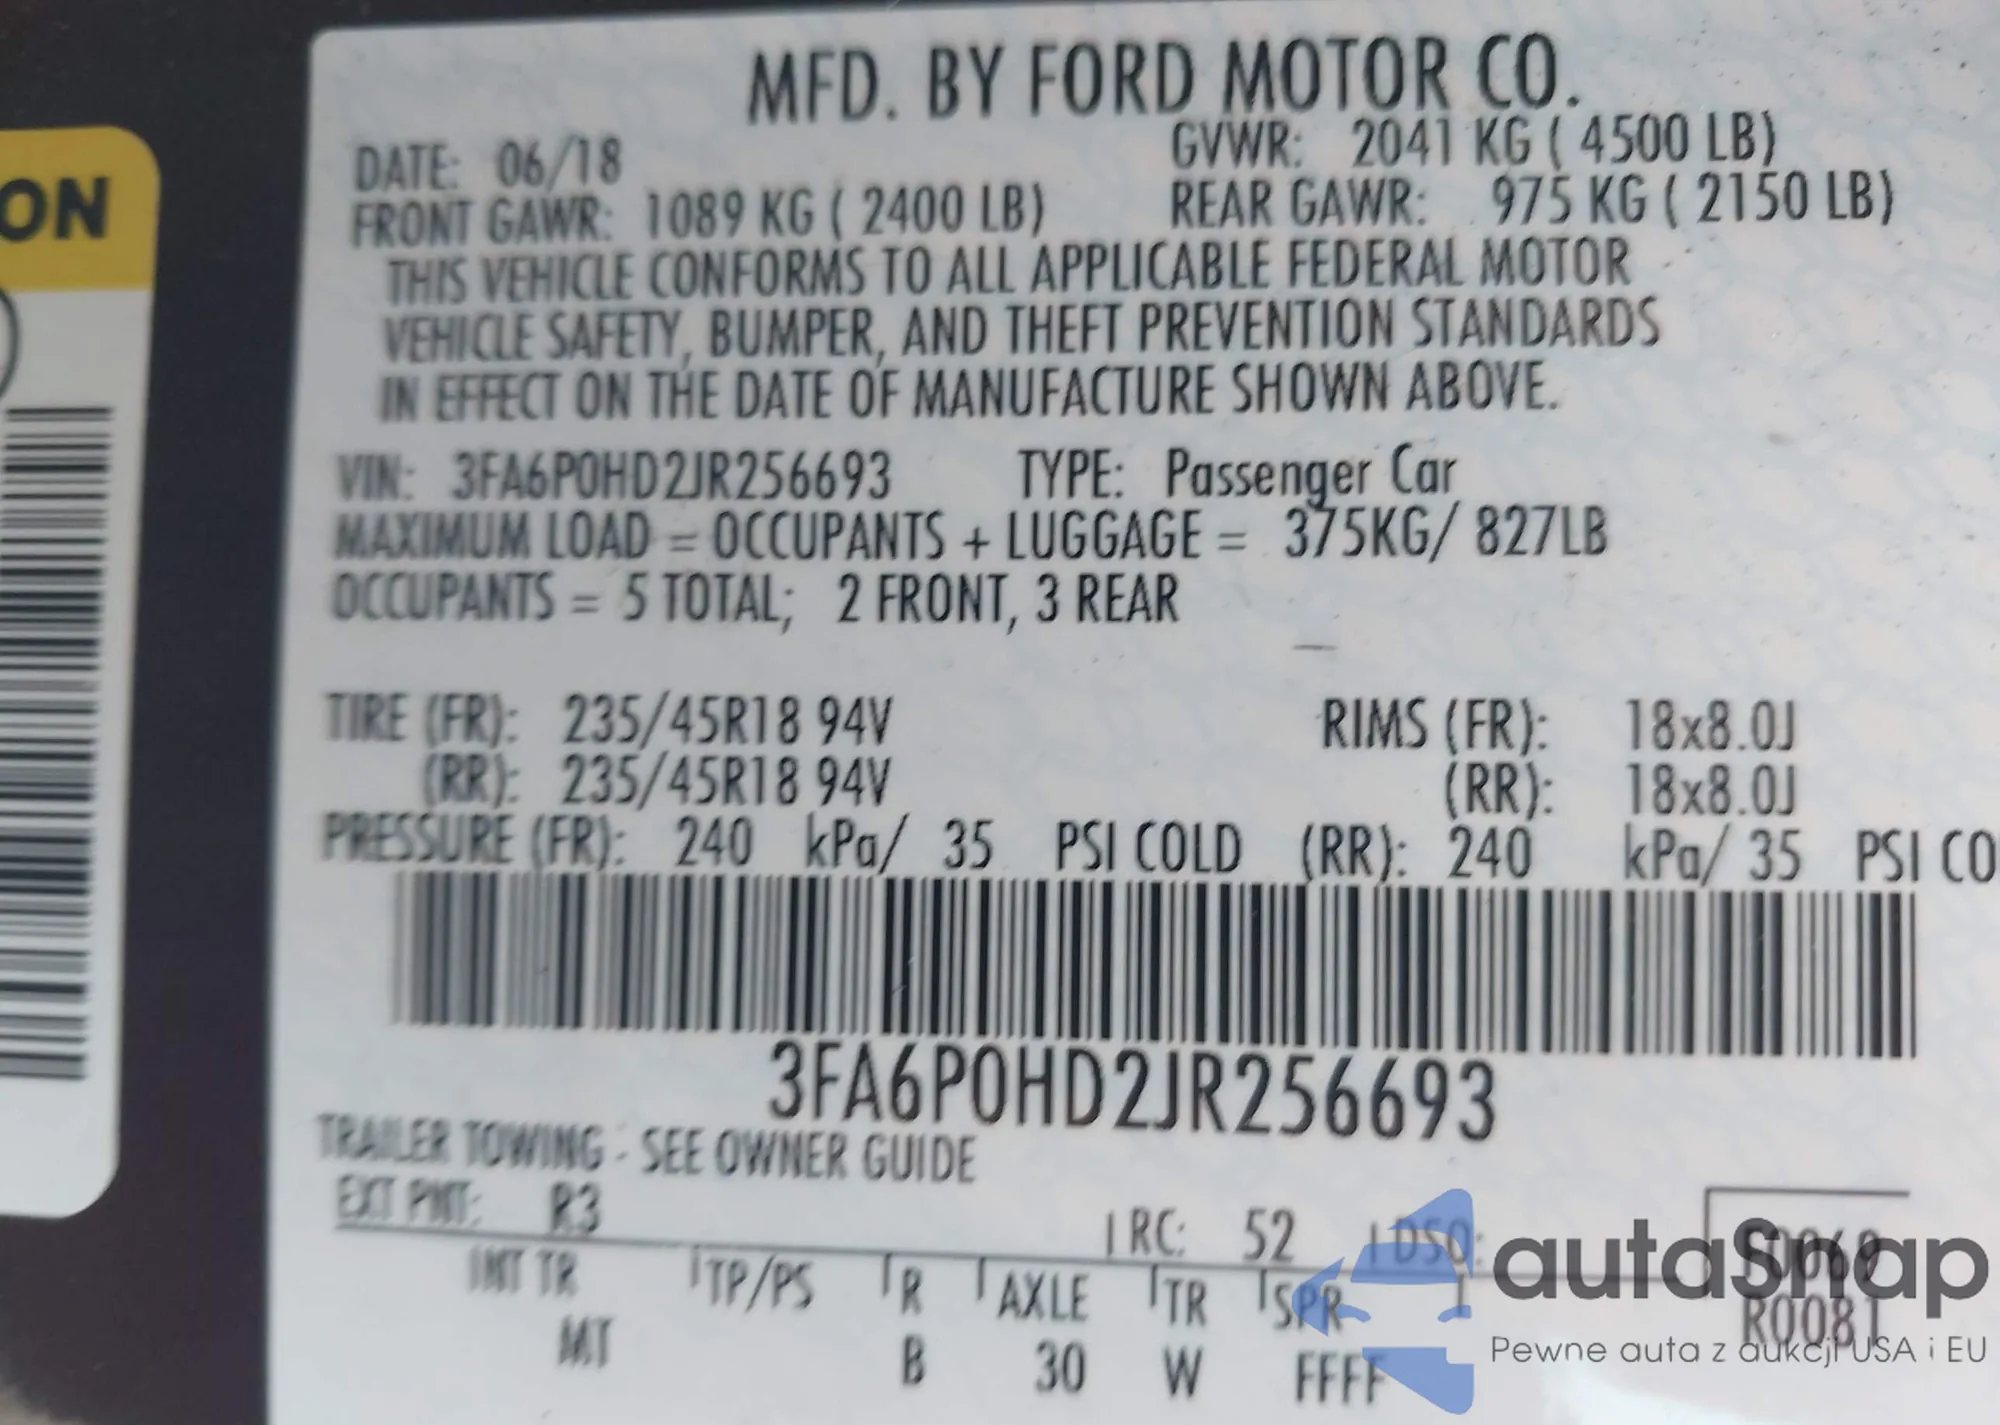 ON
MFD. BY FORD MOTOR CO.
DATE: 06/18 GVWR: 2041 KG ( 4500 LB)
FRONT GAWR: 1089 KG ( 2400 LB) REAR GAWR: 975 KG ( 2150 LB)
THIS VEHICLE CONFORMS TO ALL APPLICABLE FEDERAL MOTOR
VEHICLE SAFETY, BUMPER, AND THEFT PREVENTION STANDARDS
IN EFFECT ON THE DATE OF MANUFACTURE SHOWN ABOVE.
VIN: 3FA6P0HD2JR256693 TYPE: Passenger Car
MAXIMUM LOAD = OCCUPANTS + LUGGAGE = 375KG/ 827LB
OCCUPANTS = 5 TOTAL; 2 FRONT, 3 REAR
TIRE (FR): 235/45R18 94V RIMS (FR): 18x8.0J
(RR): 235/45R18 94V (RR): 18x8.0J
PRESSURE (FR): 240 kPa/ 35 PSI COLD (RR): 240 kPa/ 35 PSI CO
3FA6P0HD2JR256693
TRAILER TOWING - SEE OWNER GUIDE
EXT PNT: R3 RC: 52 DSO:
INT TR TP/PS R AXLE TR SPR
R0081
MT B 30 W FFFF
autaSnap
Pewne auta z aukcji USA i EU